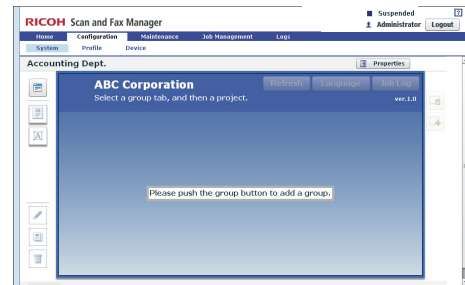 Suspended
?
RICOH Scan and Fax Manager
Administrator Logout
Home Configuration Maintenance Job Management Logs
System Profile Device
Accounting Dept. Properties
ABC Corporation Refresh Language Job Log
Select a group tab, and then a project. ver.1.0
[A]
Please push the group button to add a group.